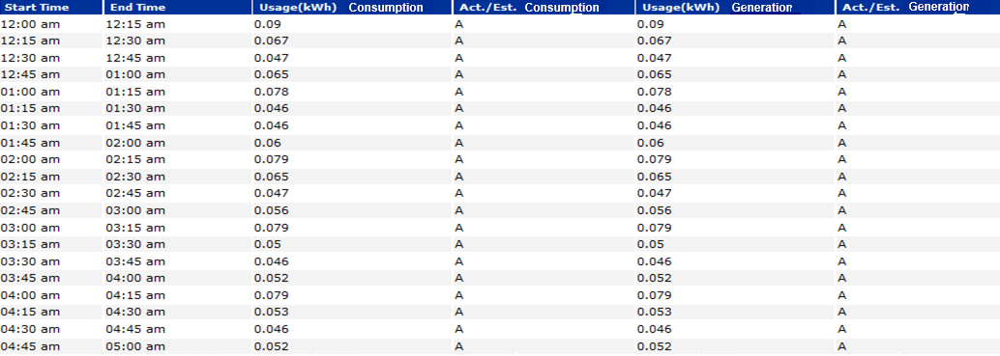 Start Time End Time Usage(kWh) Consumption Act./Est. Consumption Usage(kWh) Generation Act./Est. Generation
12:00 am 12:15 am 0.09 A 0.09 A
12:15 am 12:30 am 0.067 A 0.067 A
12:30 am 12:45 am 0.047 A 0.047 A
12:45 am 01:00 am 0.065 A 0.065 A
01:00 am 01:15 am 0.078 A 0.078 A
01:15 am 01:30 am 0.046 A 0.046 A
01:30 am 01:45 am 0.046 A 0.046 A
01:45 am 02:00 am 0.06 A 0.06 A
02:00 am 02:15 am 0.079 A 0.079 A
02:15 am 02:30 am 0.065 A 0.065 A
02:30 am 02:45 am 0.047 A 0.047 A
02:45 am 03:00 am 0.056 A 0.056 A
03:00 am 03:15 am 0.079 A 0.079 A
03:15 am 03:30 am 0.05 A 0.05 A
03:30 am 03:45 am 0.046 A 0.046 A
03:45 am 04:00 am 0.052 A 0.052 A
04:00 am 04:15 am 0.079 A 0.079 A
04:15 am 04:30 am 0.053 A 0.053 A
04:30 am 04:45 am 0.046 A 0.046 A
04:45 am 05:00 am 0.052 A 0.052 A